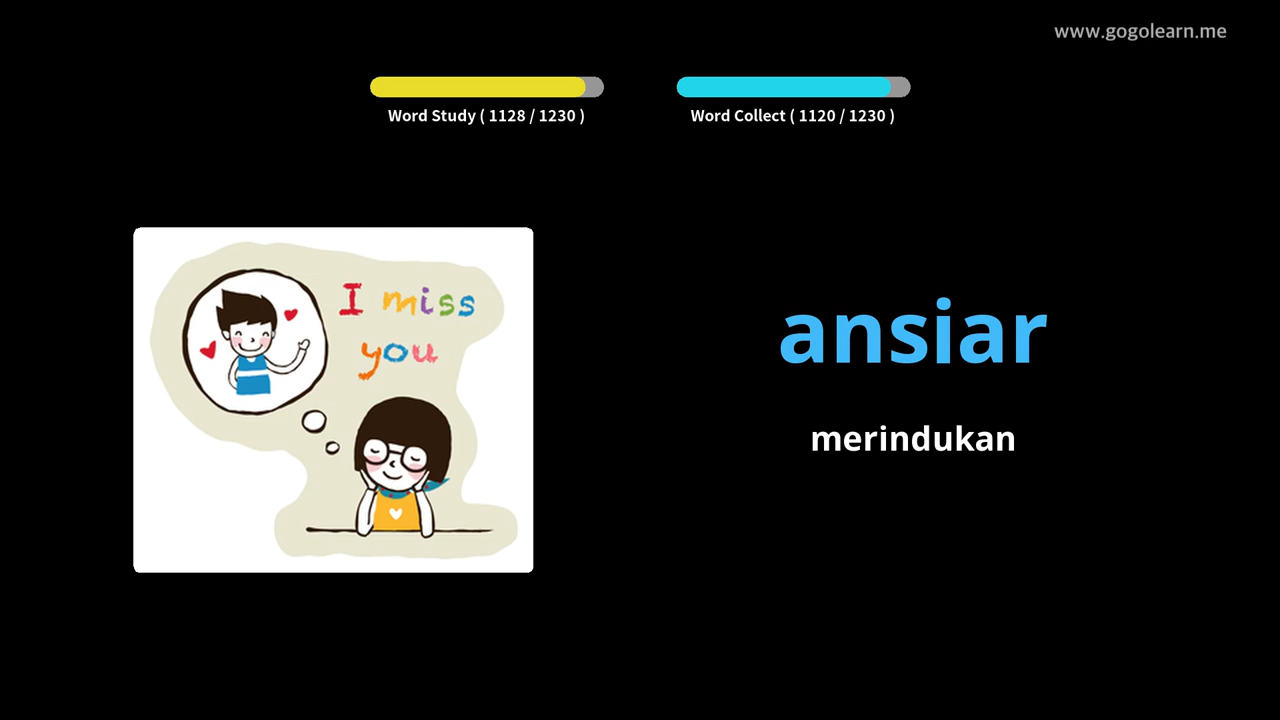 www.gogolearn.me
Word Study ( 1128 / 1230 )
Word Collect ( 1120 / 1230 )
I miss
you
ansiar
merindukan